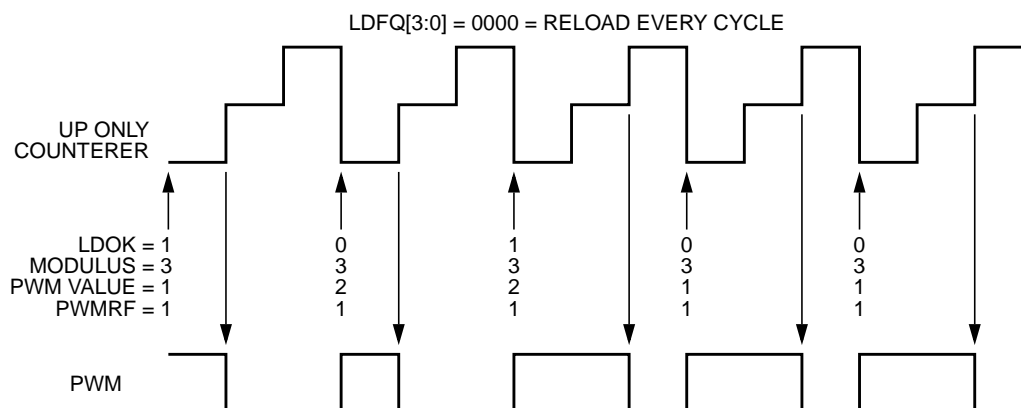 LDFQ[3:0] = 0000 = RELOAD EVERY CYCLE
UP ONLY
COUNTERER
LDOK = 1 0 1 0 0
MODULUS = 3 3 3 3 3
PWM VALUE = 1 2 2 1 1
PWMRF = 1 1 1 1 1
PWM